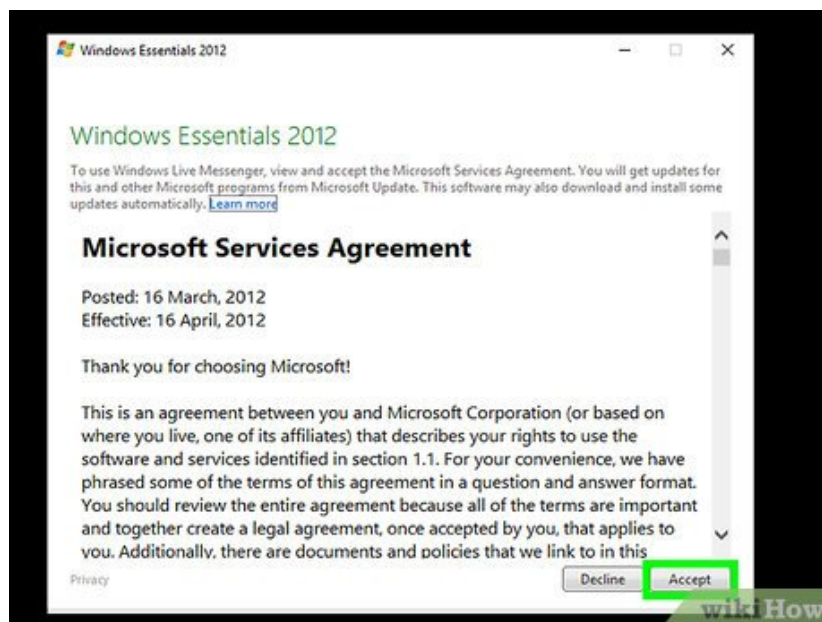 Windows Essentials 2012
Windows Essentials 2012
To use Windows Live Messenger, view and accept the Microsoft Services Agreement. You will get updates for
this and other Microsoft programs from Microsoft Update. This software may also download and install some
updates automatically. Learn more
Microsoft Services Agreement
Posted: 16 March, 2012
Effective: 16 April, 2012
Thank you for choosing Microsoft!
This is an agreement between you and Microsoft Corporation (or based on
where you live, one of its affiliates) that describes your rights to use the
software and services identified in section 1.1. For your convenience, we have
phrased some of the terms of this agreement in a question and answer format.
You should review the entire agreement because all of the terms are important
and together create a legal agreement, once accepted by you, that applies to
you. Additionally, there are documents and policies that we link to in this
Privacy
Decline
Accept
wikiHow